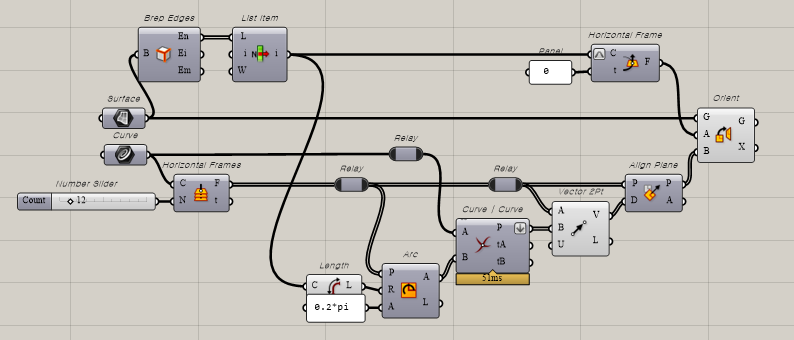 Brep Edges
B
En
Ei
Em
List Item
L
i
W
i
Panel
0
Horizontal Frame
C
t
F
Surface
Curve
Orient
G
A
B
G
X
Relay
Horizontal Frames
C
N
F
t
Number Slider
Count
12
Relay
Relay
Vector 2Pt
A
B
U
V
L
Align Plane
P
D
P
A
Curve | Curve
A
B
P
tA
tB
51ms
Arc
P
R
A
A
L
Length
C
L
0.2*pi